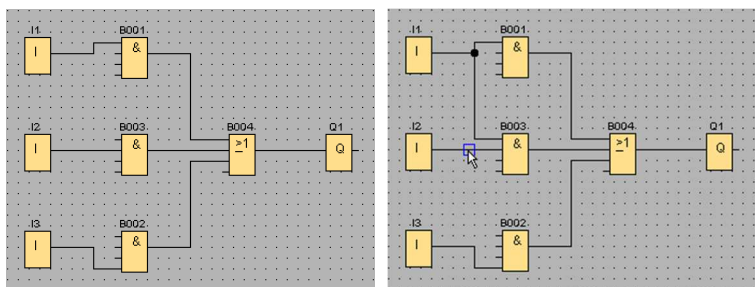 I1 B001
I &
I2 B003 B004 Q1
I & ≥1 Q
I3 B002
I &
I1 B001
I &
I2 B003 B004 Q1
I & ≥1 Q
I3 B002
I &